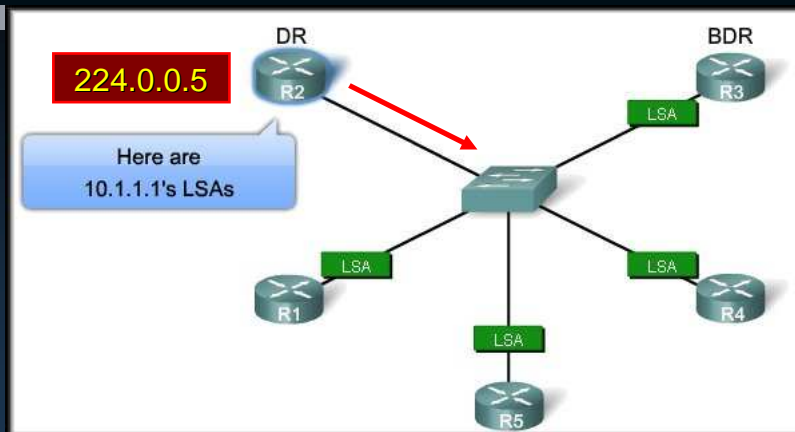 DR
BDR
224.0.0.5
R2
R3
LSA
Here are
10.1.1.1's LSAs
LSA
LSA
R1
R4
LSA
R5